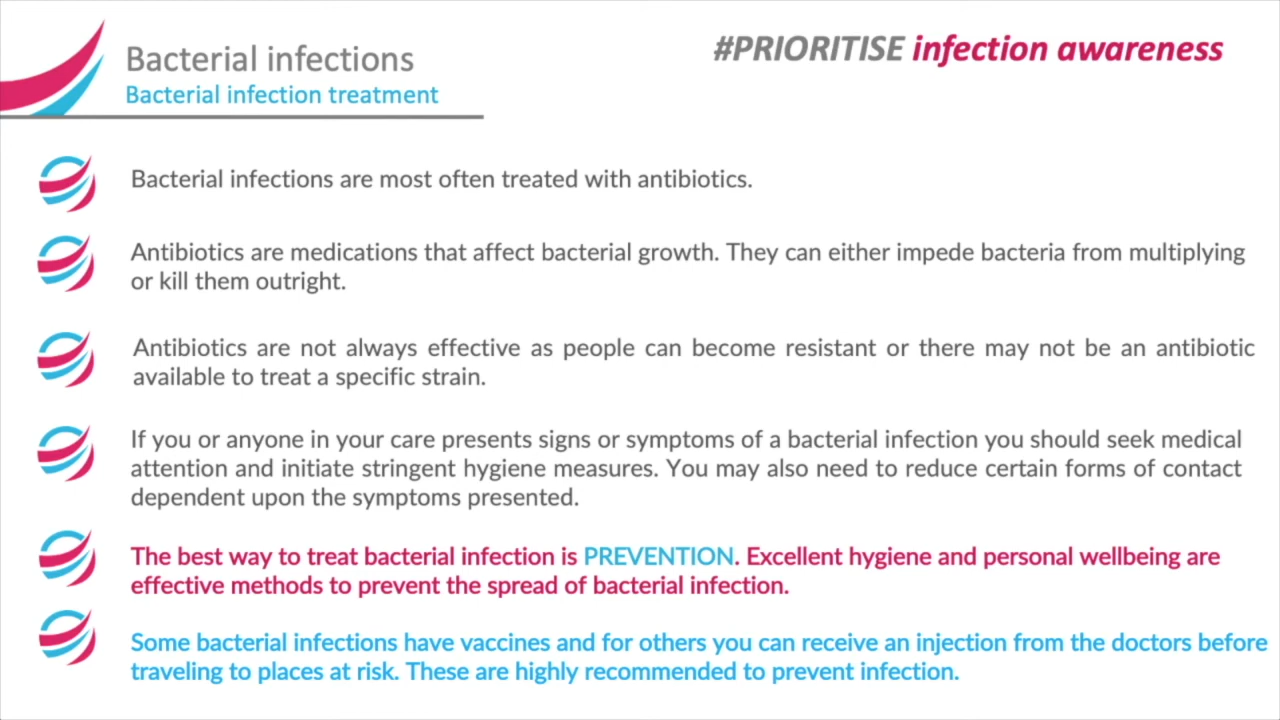 Bacterial infections
#PRIORITISE infection awareness
Bacterial infection treatment
Bacterial infections are most often treated with antibiotics.
Antibiotics are medications that affect bacterial growth. They can either impede bacteria from multiplying
or kill them outright.
Antibiotics are not always effective as people can become resistant or there may not be an antibiotic
available to treat a specific strain.
If you or anyone in your care presents signs or symptoms of a bacterial infection you should seek medical
attention and initiate stringent hygiene measures. You may also need to reduce certain forms of contact
dependent upon the symptoms presented.
The best way to treat bacterial infection is PREVENTION. Excellent hygiene and personal wellbeing are
effective methods to prevent the spread of bacterial infection.
Some bacterial infections have vaccines and for others you can receive an injection from the doctors before
traveling to places at risk. These are highly recommended to prevent infection.